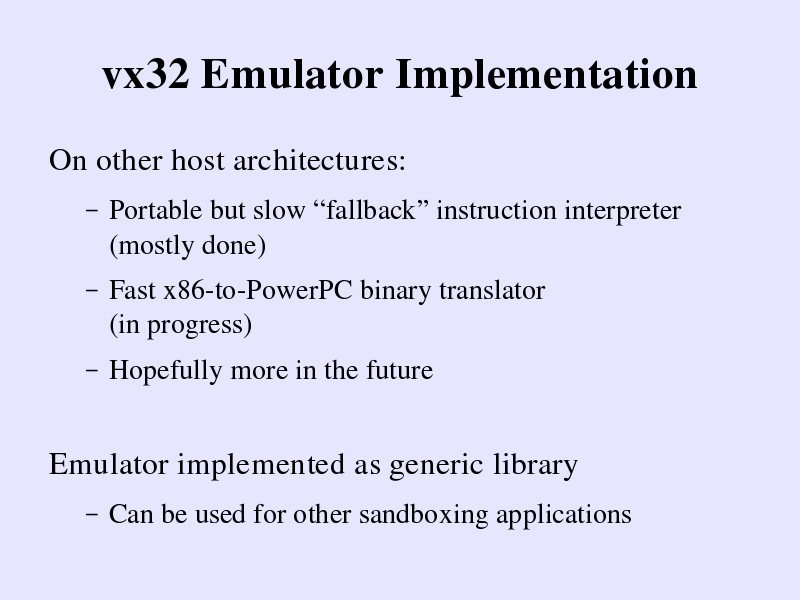 vx32 Emulator Implementation
On other host architectures:
– Portable but slow “fallback” instruction interpreter
(mostly done)
– Fast x86-to-PowerPC binary translator
(in progress)
– Hopefully more in the future
Emulator implemented as generic library
– Can be used for other sandboxing applications